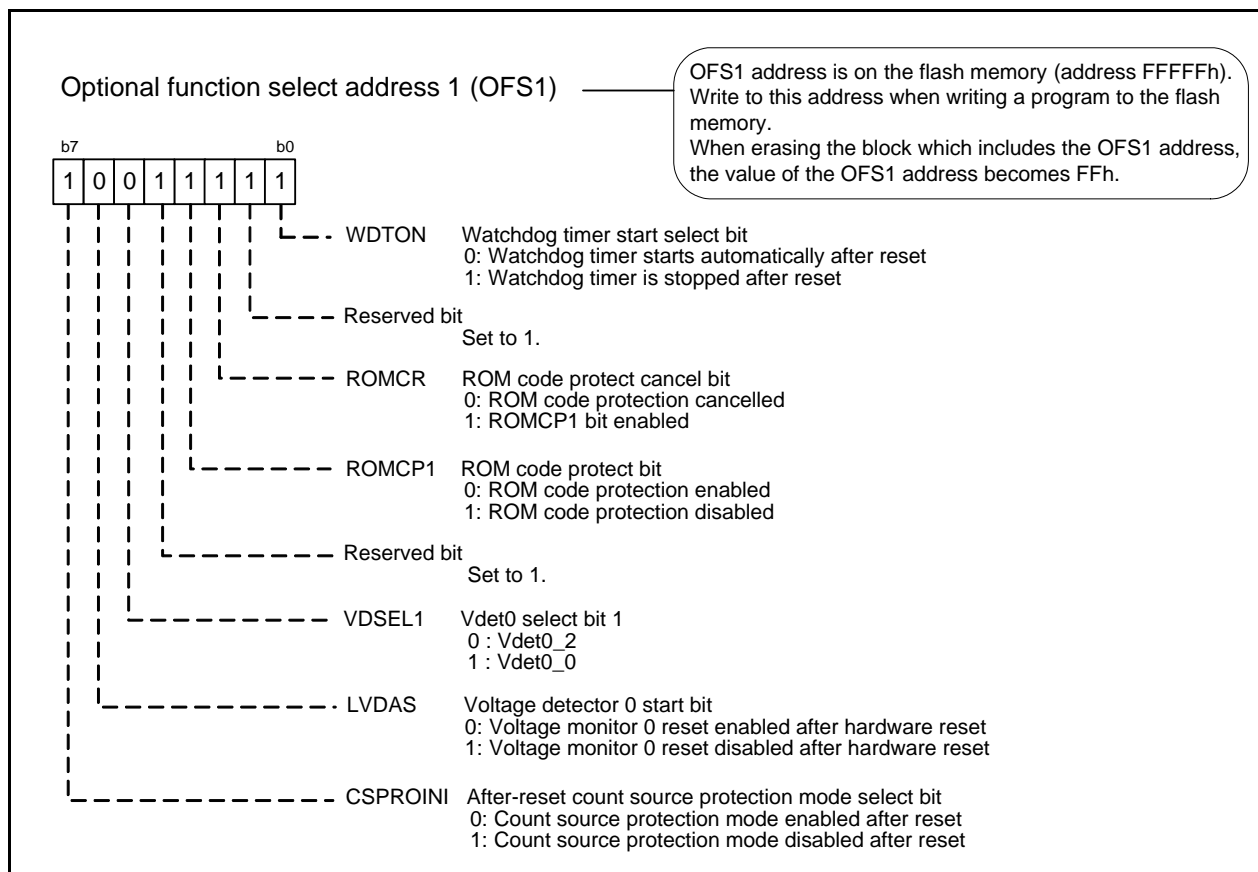 Optional function select address 1 (OFS1)
OFS1 address is on the flash memory (address FFFFFh).
Write to this address when writing a program to the flash
memory.
When erasing the block which includes the OFS1 address,
the value of the OFS1 address becomes FFh.
b7 b0
1 0 0 1 1 1 1 1
WDTON Watchdog timer start select bit
0: Watchdog timer starts automatically after reset
1: Watchdog timer is stopped after reset
Reserved bit
Set to 1.
ROMCR ROM code protect cancel bit
0: ROM code protection cancelled
1: ROMCP1 bit enabled
ROMCP1 ROM code protect bit
0: ROM code protection enabled
1: ROM code protection disabled
Reserved bit
Set to 1.
VDSEL1 Vdet0 select bit 1
0 : Vdet0_2
1 : Vdet0_0
LVDAS Voltage detector 0 start bit
0: Voltage monitor 0 reset enabled after hardware reset
1: Voltage monitor 0 reset disabled after hardware reset
CSPROINI After-reset count source protection mode select bit
0: Count source protection mode enabled after reset
1: Count source protection mode disabled after reset